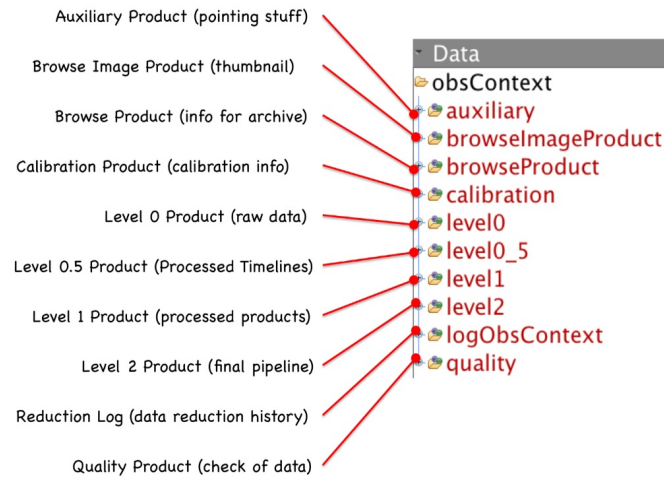 Auxiliary Product (pointing stuff)
Browse Image Product (thumbnail)
Browse Product (info for archive)
Calibration Product (calibration info)
Level 0 Product (raw data)
Level 0.5 Product (Processed Timelines)
Level 1 Product (processed products)
Level 2 Product (final pipeline)
Reduction Log (data reduction history)
Quality Product (check of data)
Data
obsContext
auxiliary
browseImageProduct
browseProduct
calibration
level0
level0_5
level1
level2
logObsContext
quality